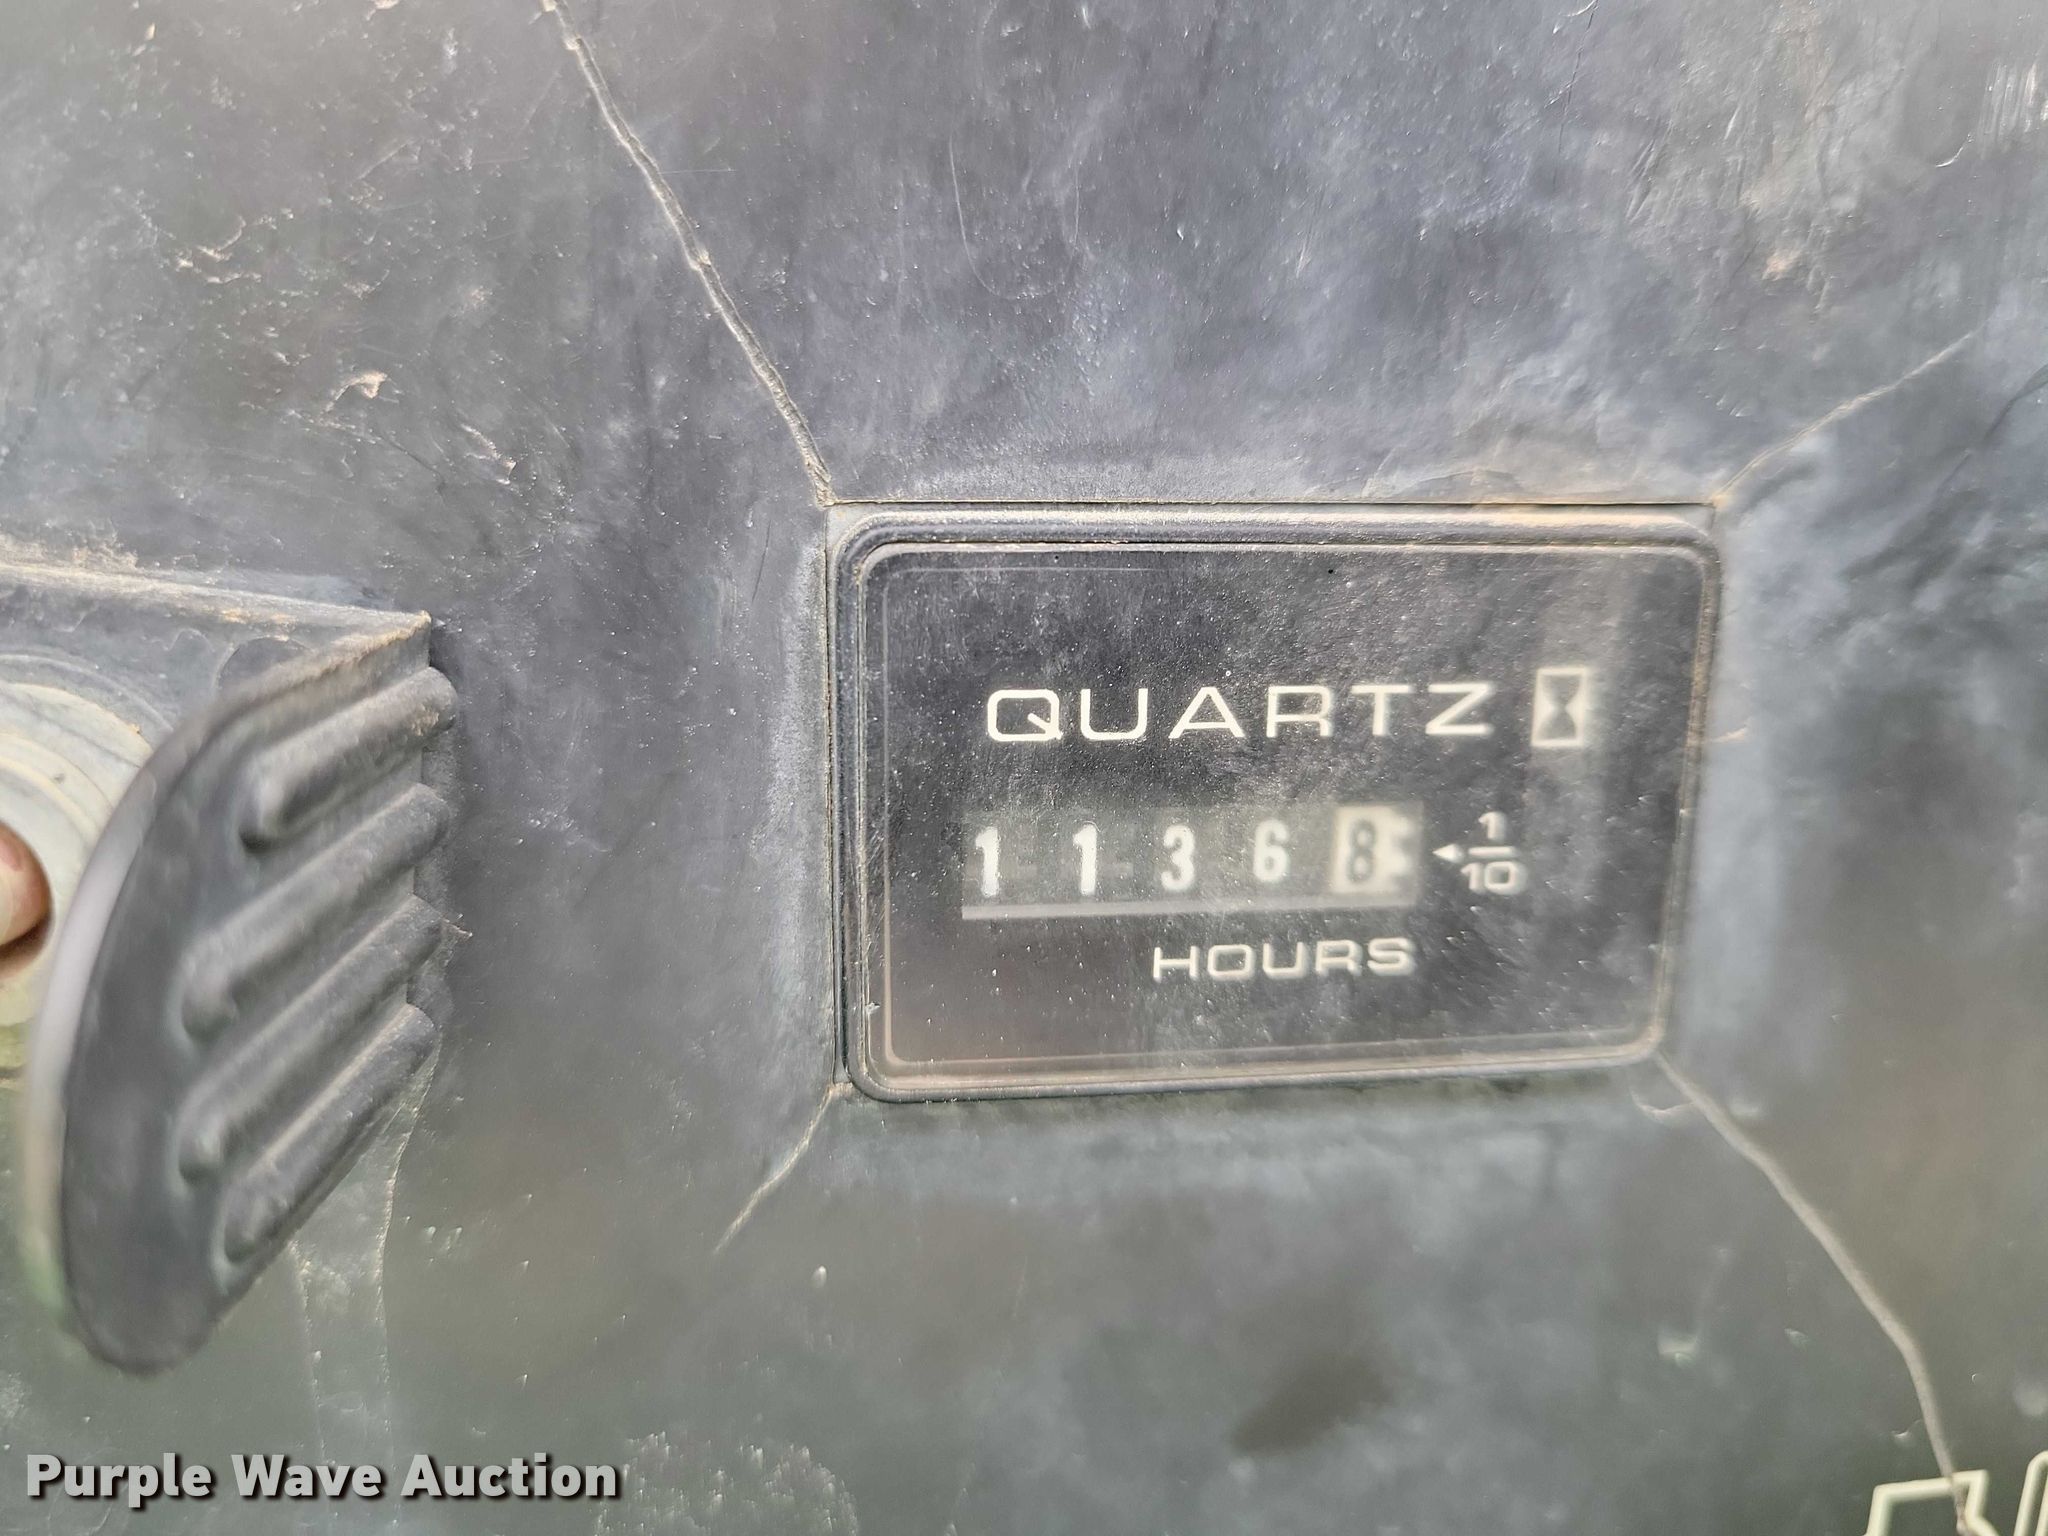 QUARTZ
1 1 3 6 8 ◄ 1/10
HOURS
Purple Wave Auction